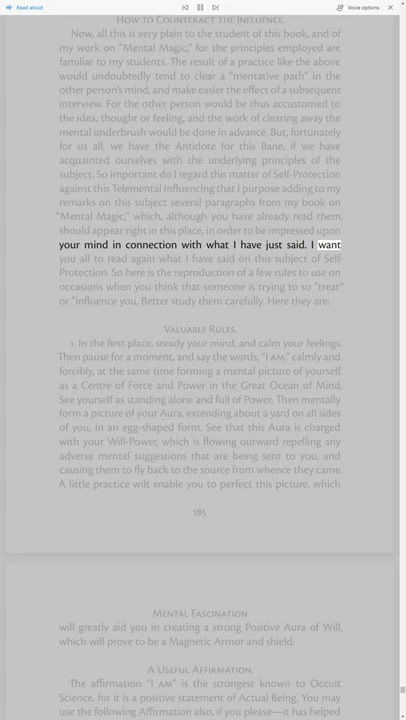 Read aloud
Voice options
How to Counteract the Influence.
Now, all this is very plain to the student of this book, and of
my work on "Mental Magic," for the principles employed are
familiar to my students. The result of a practice like the above
would undoubtedly tend to clear a "mentative path" in the
other person's mind, and make easier the effect of a subsequent
interview. For the other person would be thus accustomed to
the idea, thought or feeling, and the work of clearing away the
mental underbrush would be done in advance. But, fortunately
for us all, we have the Antidote for this Bane, if we have
acquainted ourselves with the underlying principles of the
subject. So important do I regard this matter of Self-Protection
against this Telemental Influencing that I purpose adding to my
remarks on this subject several paragraphs from my book on
"Mental Magic," which, although you have already read them,
should appear right in this place, in order to be impressed upon
your mind in connection with what I have just said. I want
you all to read again what I have said on this subject of Self-
Protection. So here is the reproduction of a few rules to use on
occasions when you think that someone is trying to so "treat"
or "influence you. Better study them carefully. Here they are:
Valuable Rules.
1. In the first place, steady your mind, and calm your feelings.
Then pause for a moment, and say the words, "I am," calmly and
forcibly, at the same time forming a mental picture of yourself
as a Centre of Force and Power in the Great Ocean of Mind.
See yourself as standing alone and full of Power. Then mentally
form a picture of your Aura, extending about a yard on all sides
of you, in an egg-shaped form. See that this Aura is charged
with your Will-Power, which is flowing outward repelling any
adverse mental suggestions that are being sent to you, and
causing them to fly back to the source from whence they came.
A little practice wilt enable you to perfect this picture, which
185
Mental Fascination
will greatly aid you in creating a strong Positive Aura of Will,
which will prove to be a Magnetic Armor and shield.
A Useful Affirmation.
The affirmation "I am" is the strongest known to Occult
Science, for it is a positive statement of Actual Being. You may
use the following Affirmation also, if you please—it has helped